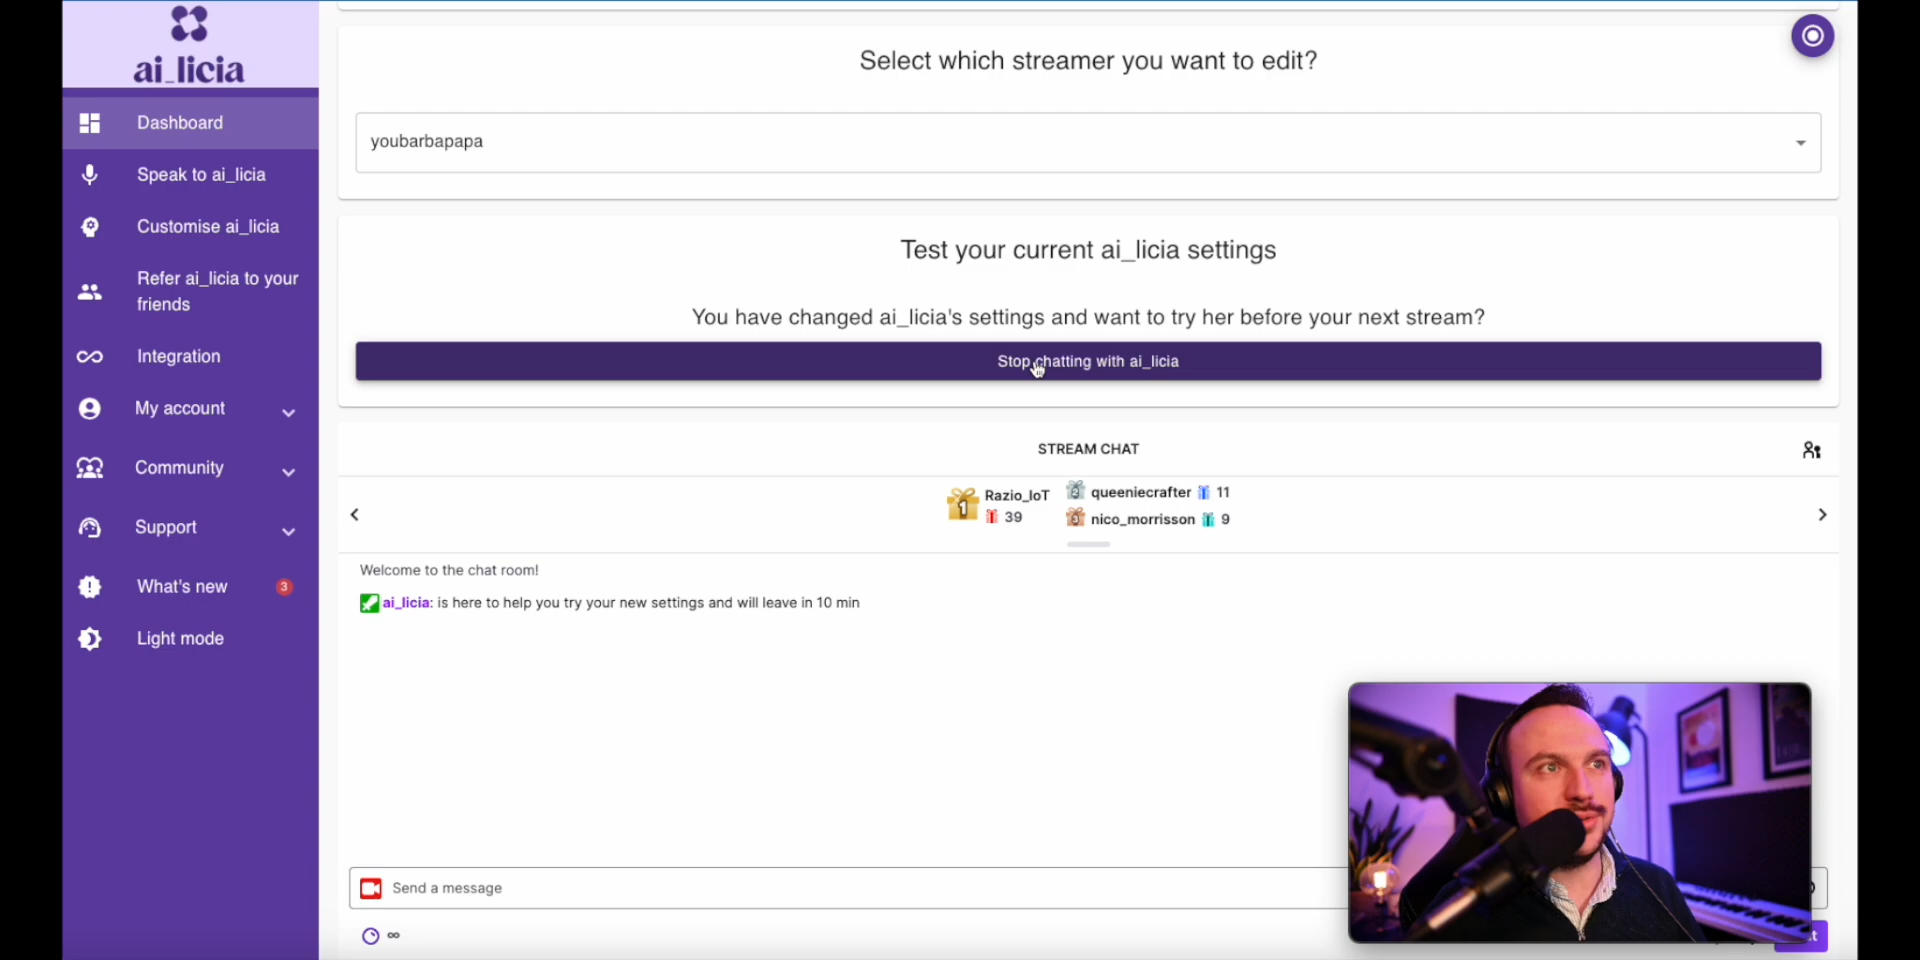 ai_licia
Dashboard
Speak to ai_licia
Customise ai_licia
Refer ai_licia to your
friends
Integration
My account
Community
Support
What's new
3
Light mode
Select which streamer you want to edit?
youbarbapapa
Test your current ai_licia settings
You have changed ai_licia's settings and want to try her before your next stream?
Stop chatting with ai_licia
STREAM CHAT
1
Razio_IoT
39
2
queeniecrafter
11
3
nico_morrisson
9
Welcome to the chat room!
ai_licia: is here to help you try your new settings and will leave in 10 min
Send a message
∞